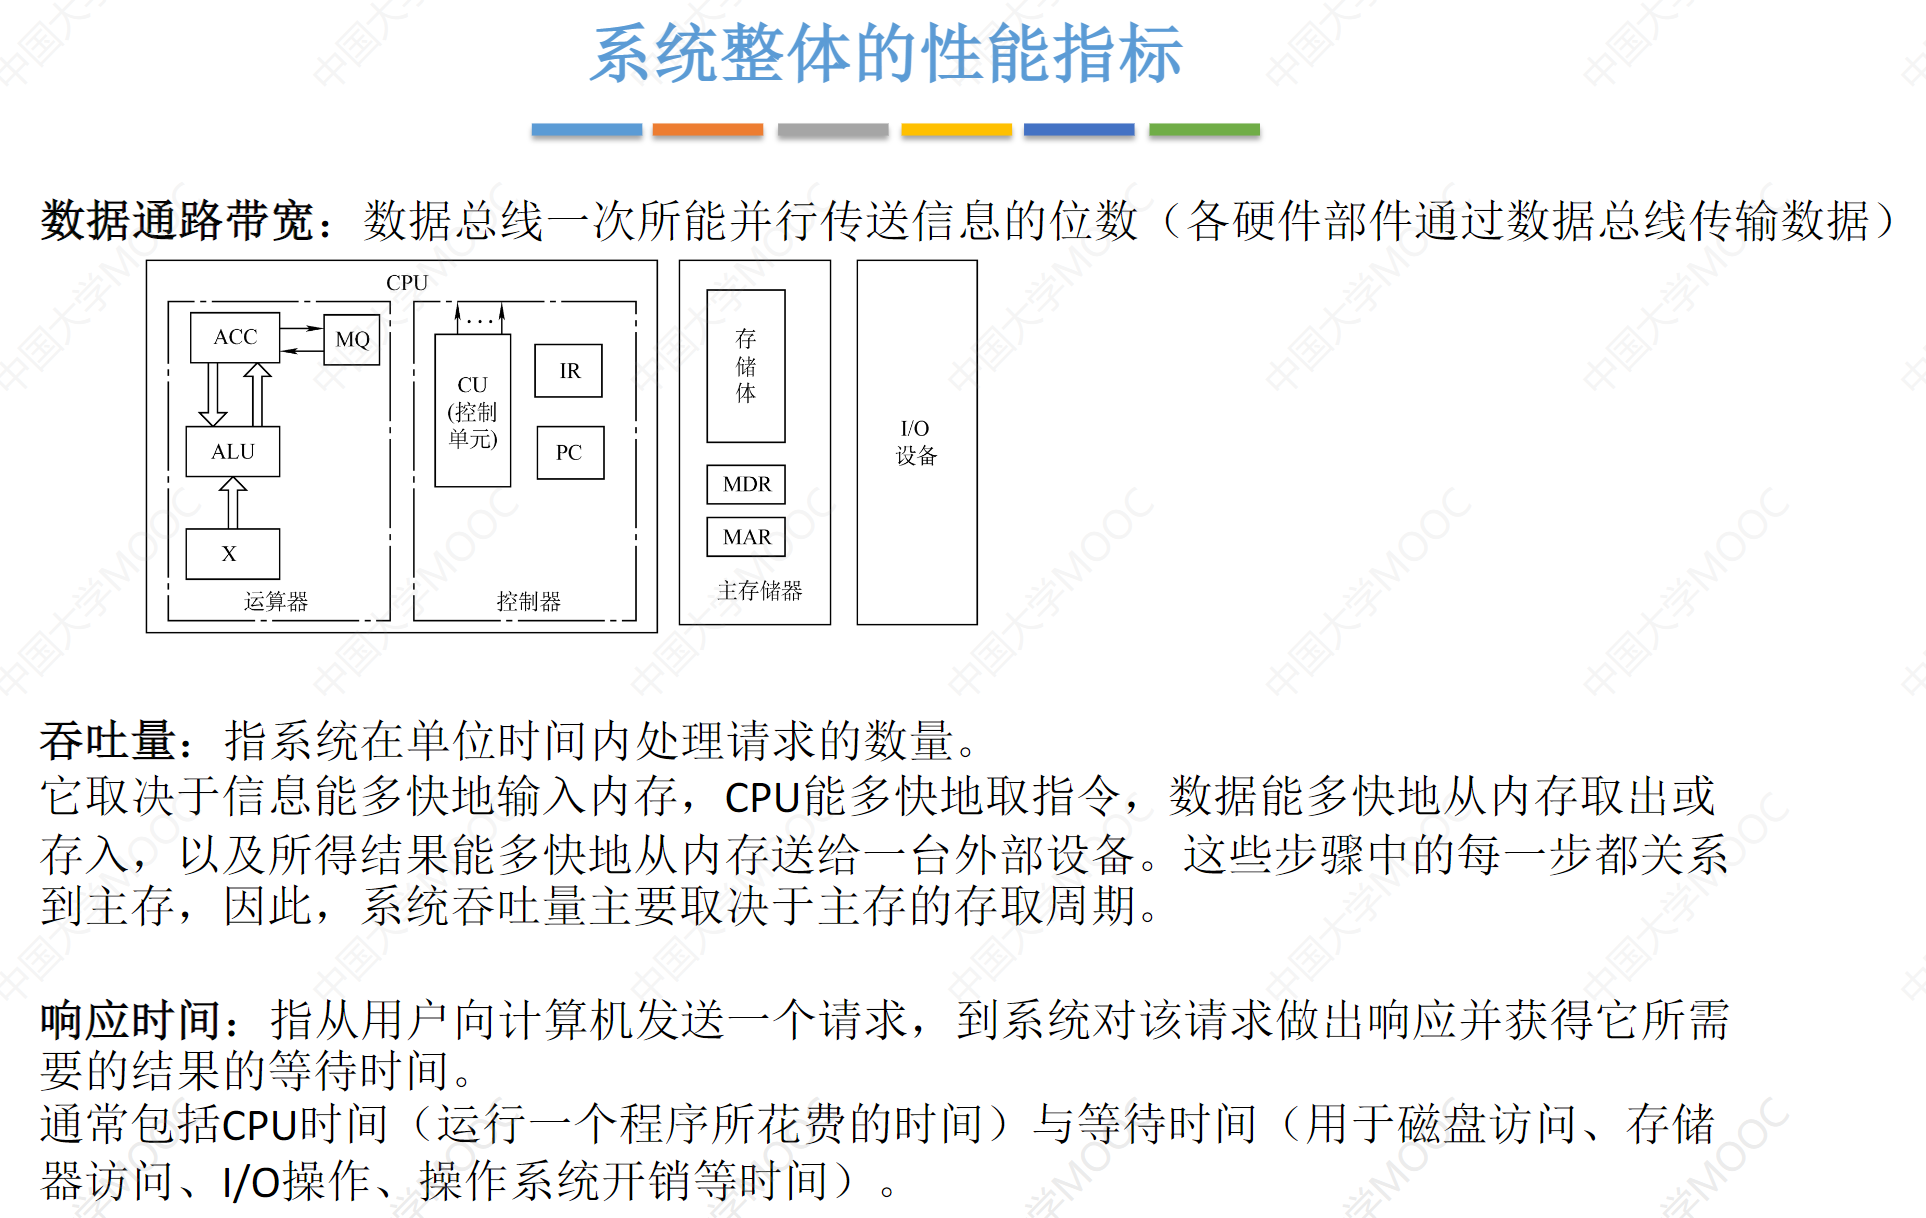 系统整体的性能指标
数据通路带宽：数据总线一次所能并行传送信息的位数（各硬件部件通过数据总线传输数据）
CPU
ACC
MQ
ALU
X
运算器
...
CU
(控制
单元)
IR
PC
控制器
存
储
体
MDR
MAR
主存储器
I/O
设备
吞吐量：指系统在单位时间内处理请求的数量。
它取决于信息能多快地输入内存，CPU能多快地取指令，数据能多快地从内存取出或
存入，以及所得结果能多快地从内存送给一台外部设备。这些步骤中的每一步都关系
到主存，因此，系统吞吐量主要取决于主存的存取周期。
响应时间：指从用户向计算机发送一个请求，到系统对该请求做出响应并获得它所需
要的结果的等待时间。
通常包括CPU时间（运行一个程序所花费的时间）与等待时间（用于磁盘访问、存储
器访问、I/O操作、操作系统开销等时间）。
中国大学MOOC